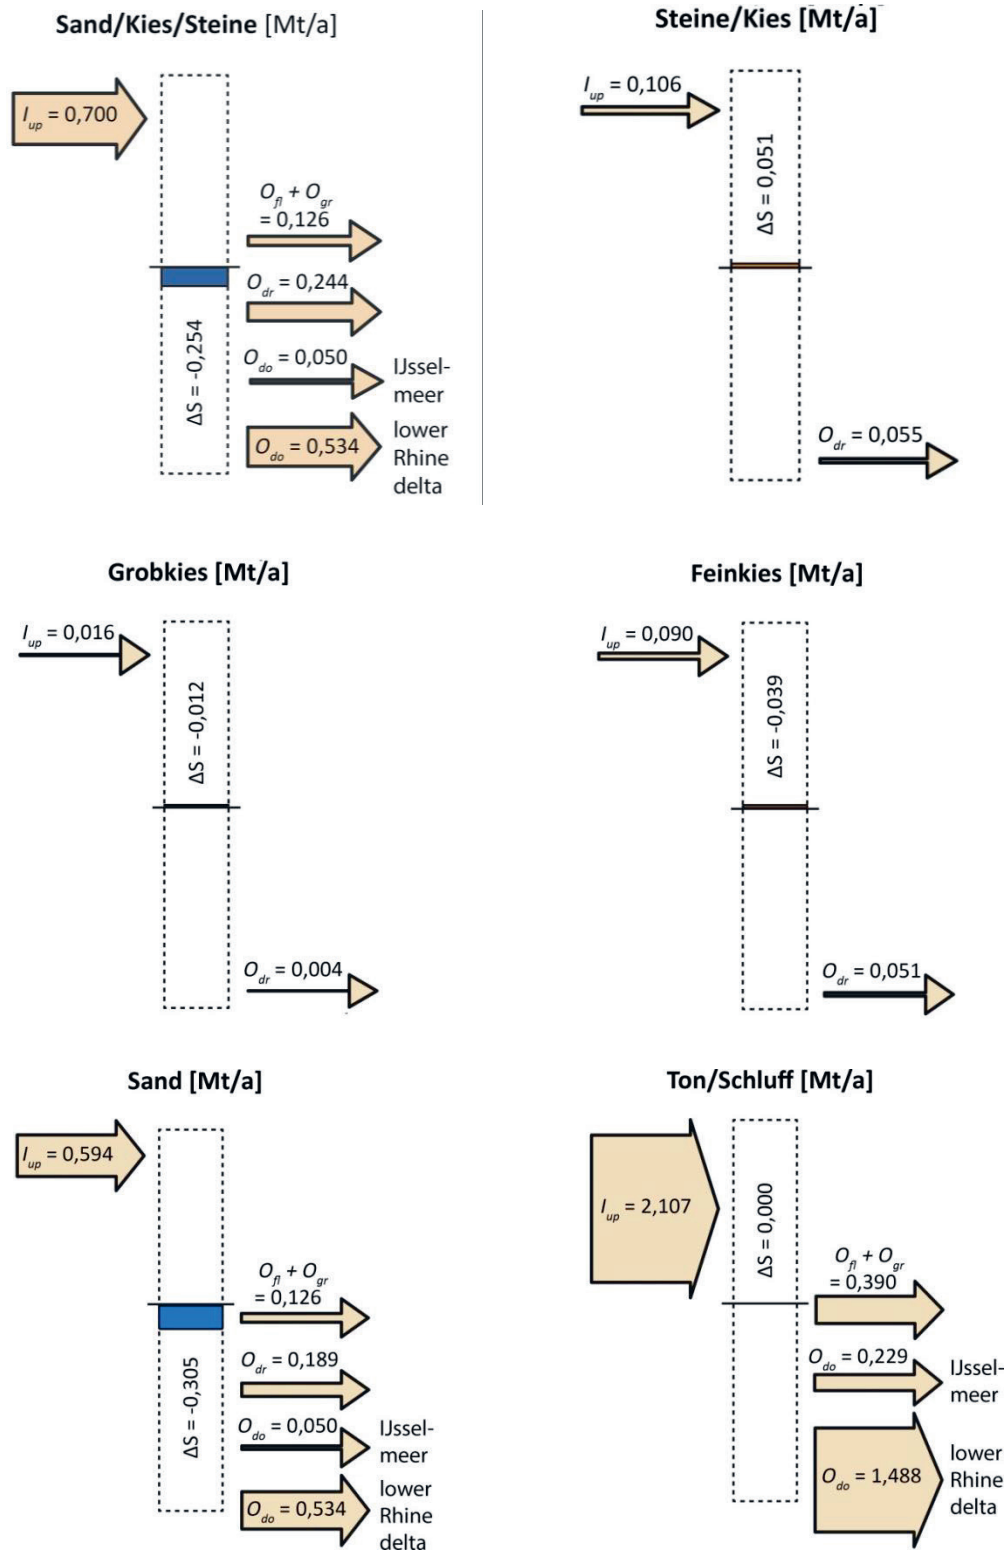 Sand/Kies/Steine [Mt/a]
I_up = 0,700
O_fl + O_gr
= 0,126
O_dr = 0,244
ΔS = -0,254
O_do = 0,050
IJssel-
meer
O_do = 0,534
lower
Rhine
delta
Steine/Kies [Mt/a]
I_up = 0,106
ΔS = 0,051
O_dr = 0,055
Grobkies [Mt/a]
I_up = 0,016
ΔS = -0,012
O_dr = 0,004
Feinkies [Mt/a]
I_up = 0,090
ΔS = -0,039
O_dr = 0,051
Sand [Mt/a]
I_up = 0,594
O_fl + O_gr
= 0,126
O_dr = 0,189
ΔS = -0,305
O_do = 0,050
IJssel-
meer
O_do = 0,534
lower
Rhine
delta
Ton/Schluff [Mt/a]
I_up = 2,107
ΔS = 0,000
O_fl + O_gr
= 0,390
O_do = 0,229
IJssel-
meer
O_do = 1,488
lower
Rhine
delta